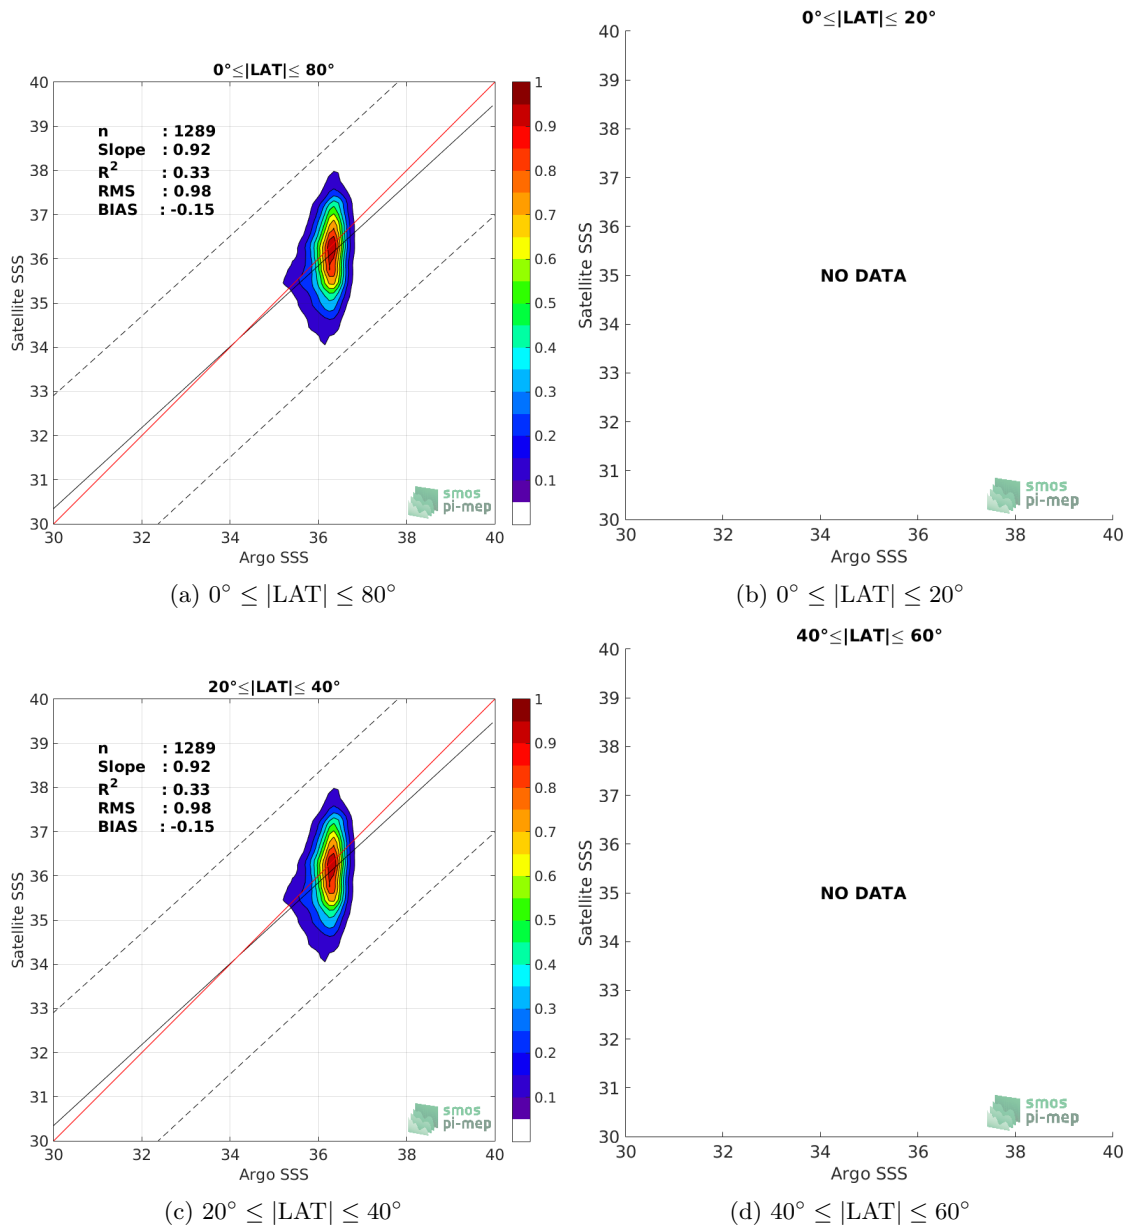 0°≤|LAT|≤ 80°
40
39
38
37
36
35
34
33
32
31
30
Satellite SSS
n : 1289
Slope : 0.92
R² : 0.33
RMS : 0.98
BIAS : -0.15
smos
pi-mep
30 32 34 36 38 40
Argo SSS
1
0.9
0.8
0.7
0.6
0.5
0.4
0.3
0.2
0.1
(a) 0° ≤ |LAT| ≤ 80°
0°≤|LAT|≤ 20°
40
39
38
37
36
35
34
33
32
31
30
Satellite SSS
NO DATA
smos
pi-mep
30 32 34 36 38 40
Argo SSS
(b) 0° ≤ |LAT| ≤ 20°
20°≤|LAT|≤ 40°
40
39
38
37
36
35
34
33
32
31
30
Satellite SSS
n : 1289
Slope : 0.92
R² : 0.33
RMS : 0.98
BIAS : -0.15
smos
pi-mep
30 32 34 36 38 40
Argo SSS
1
0.9
0.8
0.7
0.6
0.5
0.4
0.3
0.2
0.1
(c) 20° ≤ |LAT| ≤ 40°
40°≤|LAT|≤ 60°
40
39
38
37
36
35
34
33
32
31
30
Satellite SSS
NO DATA
smos
pi-mep
30 32 34 36 38 40
Argo SSS
(d) 40° ≤ |LAT| ≤ 60°